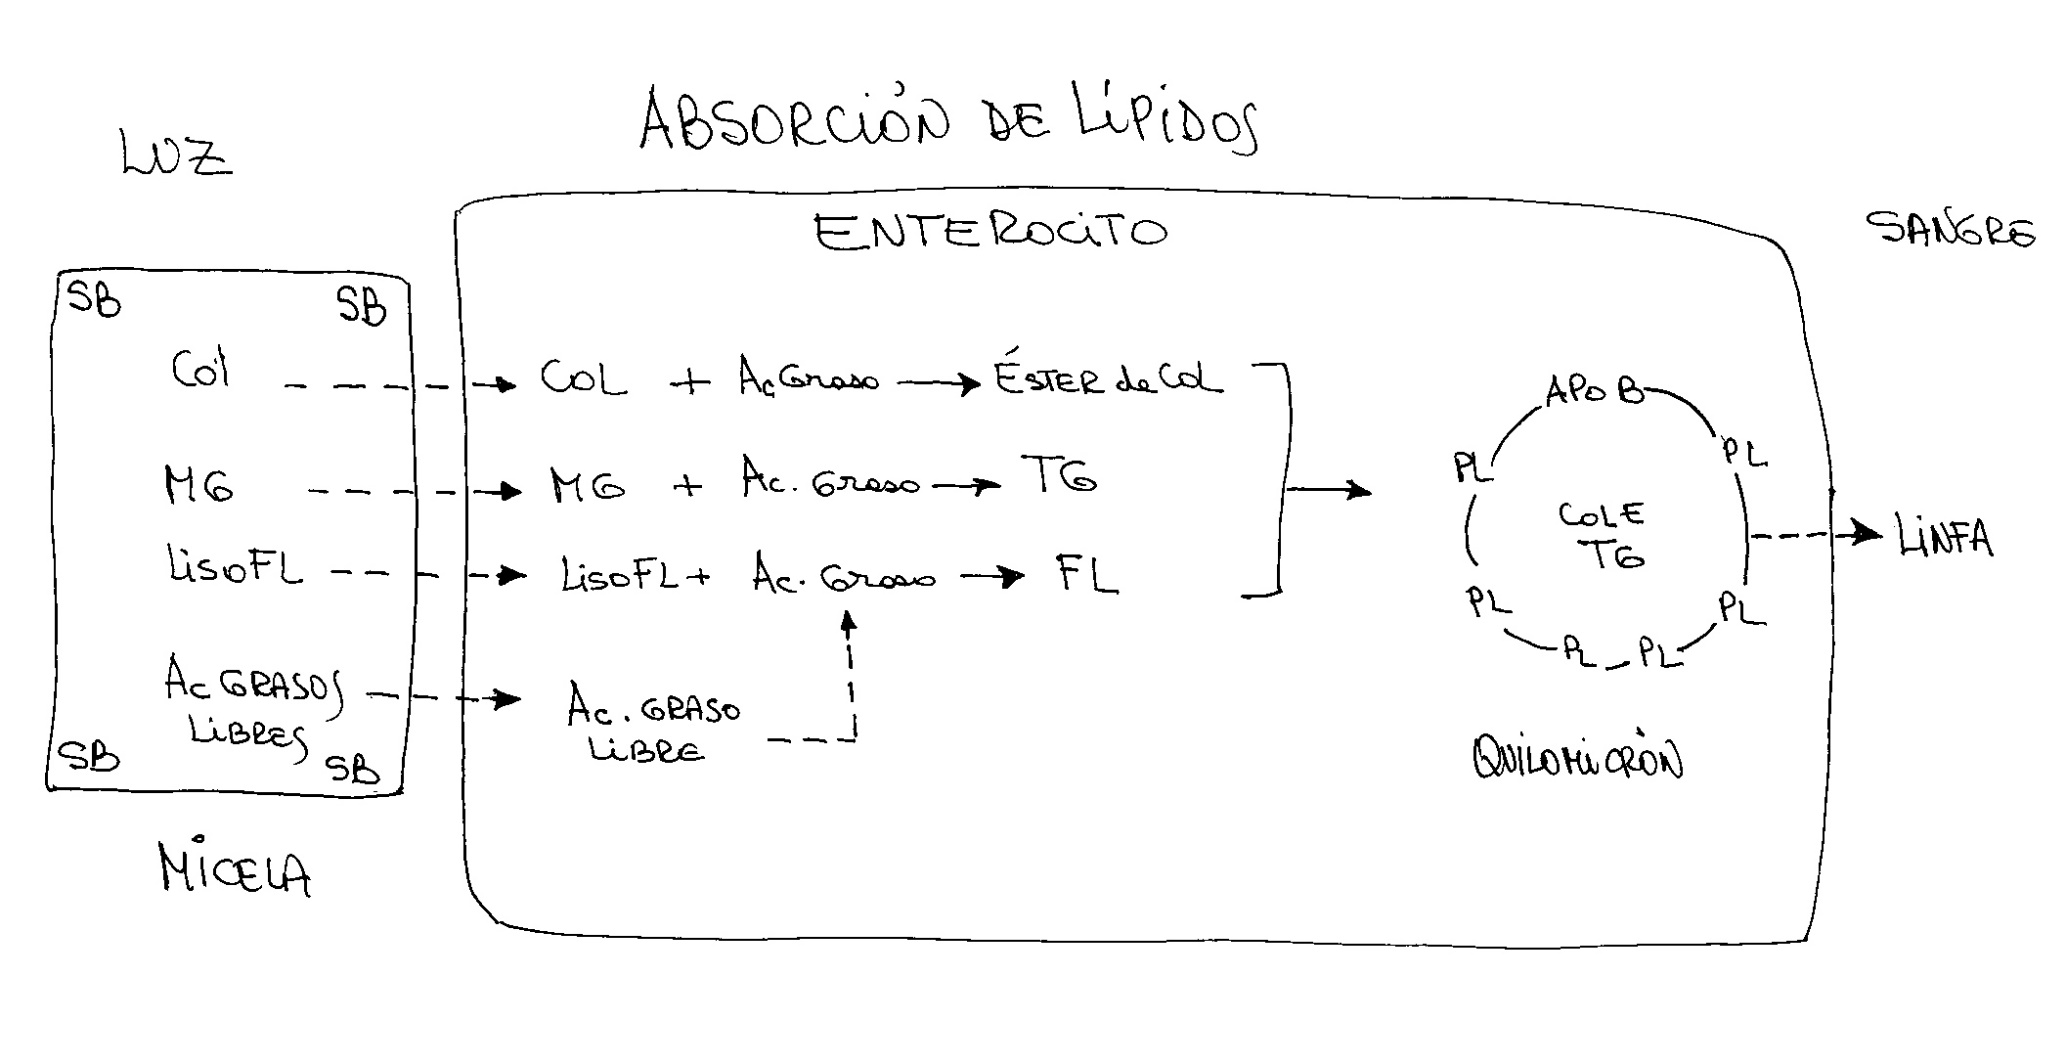 ABSORCIÓN DE LÍPIDOS
LUZ
ENTEROCITO
SANGRE
SB SB
Col
MG
LisoFL
Ac GRASOS
LIBRES
SB SB
MICELA
COL + Ac Graso → ÉSTER de COL
MG + Ac. Graso → TG
LisoFL + Ac. Graso → FL
Ac. GRASO
LIBRE
APO B
PL PL
COLE
TG
PL PL
PL PL
QUILOMICRÓN
LINFA